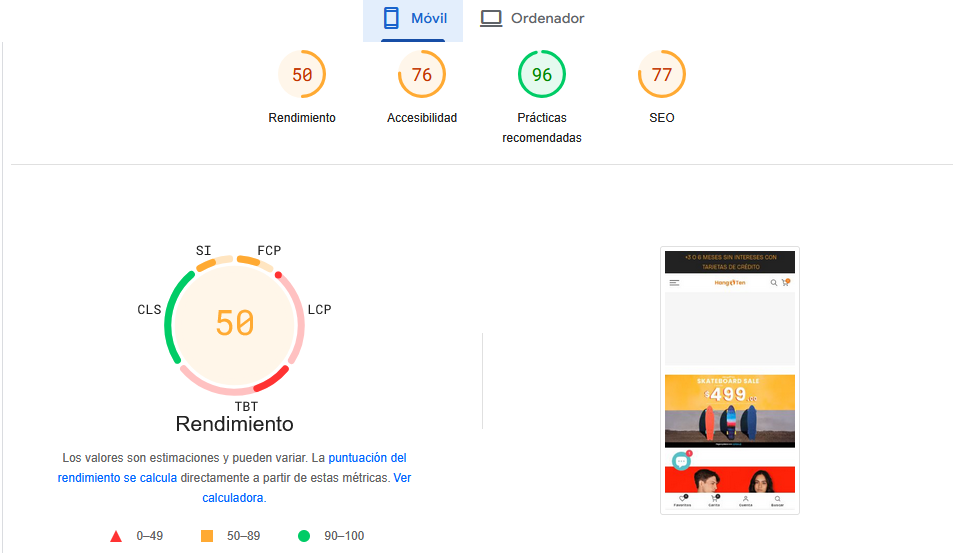 Móvil
Ordenador
50
76
96
77
Rendimiento
Accesibilidad
Prácticas
recomendadas
SEO
SI
FCP
CLS
LCP
50
TBT
Rendimiento
Los valores son estimaciones y pueden variar. La puntuación del
rendimiento se calcula directamente a partir de estas métricas. Ver
calculadora.
0–49
50–89
90–100
+3 O 6 MESES SIN INTERESES CON
TARJETAS DE CRÉDITO
Hang Ten
SKATEBOARD SALE
$499.00
Favoritos
Carrito
Cuenta
Buscar